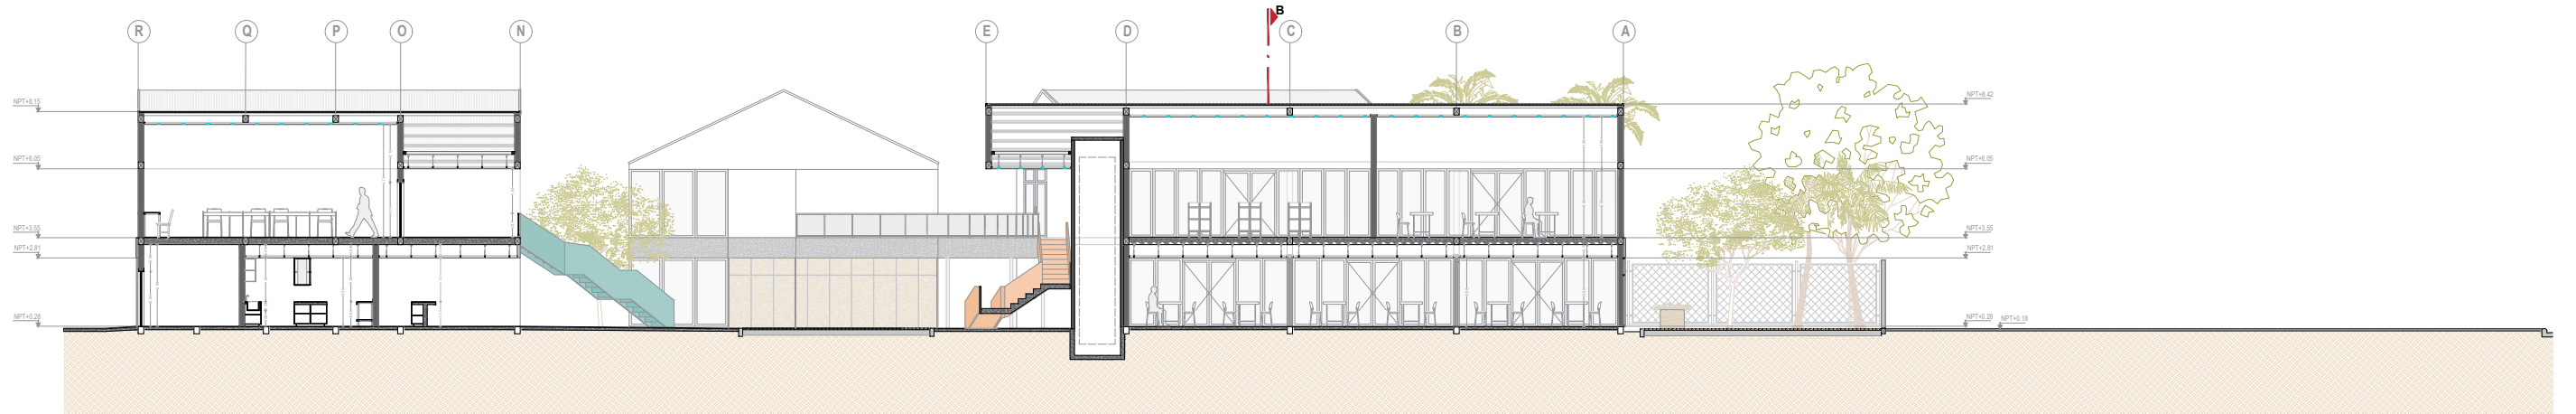 B
R Q P O N E D C B A
NPT+8.15
NPT+8.42
NPT+6.05
NPT+6.05
NPT+3.55
NPT+3.55
NPT+2.81
NPT+2.81
NPT+0.28
NPT+0.26
NPT+0.18